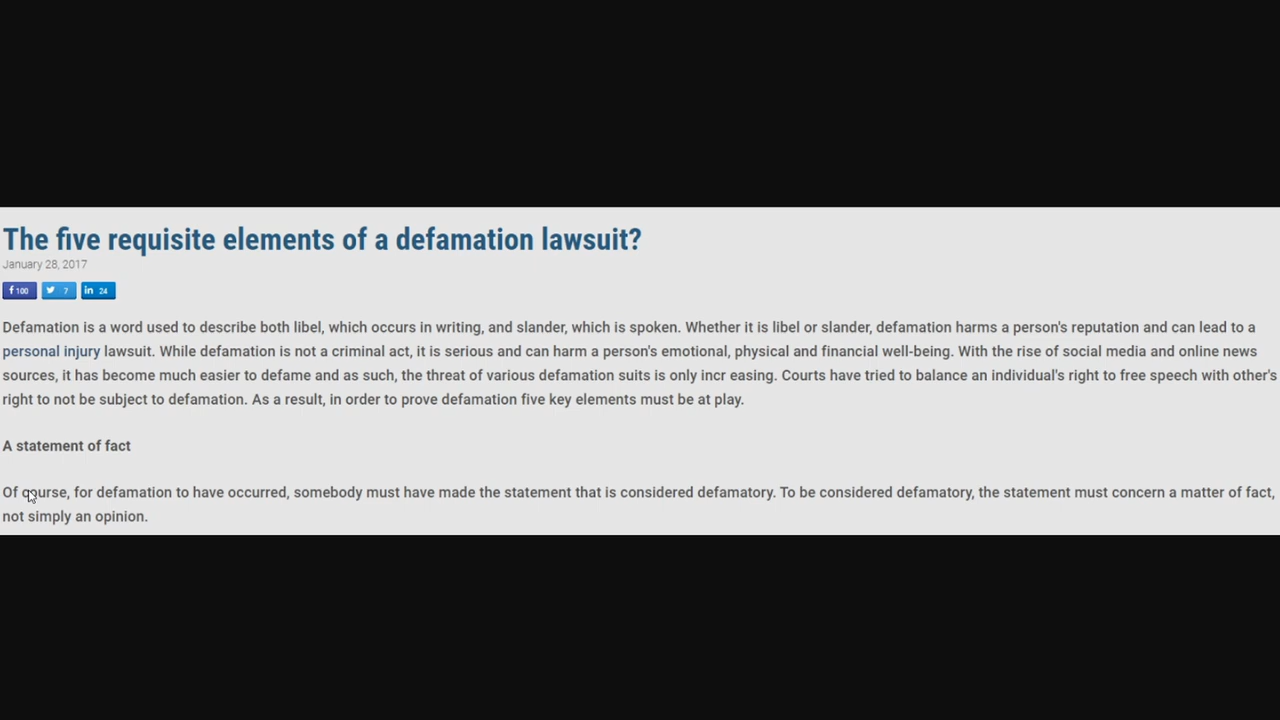 The five requisite elements of a defamation lawsuit?
January 28, 2017
f 100 7 in 24
Defamation is a word used to describe both libel, which occurs in writing, and slander, which is spoken. Whether it is libel or slander, defamation harms a person's reputation and can lead to a
personal injury lawsuit. While defamation is not a criminal act, it is serious and can harm a person's emotional, physical and financial well-being. With the rise of social media and online news
sources, it has become much easier to defame and as such, the threat of various defamation suits is only incr easing. Courts have tried to balance an individual's right to free speech with other's
right to not be subject to defamation. As a result, in order to prove defamation five key elements must be at play.
A statement of fact
Of course, for defamation to have occurred, somebody must have made the statement that is considered defamatory. To be considered defamatory, the statement must concern a matter of fact,
not simply an opinion.